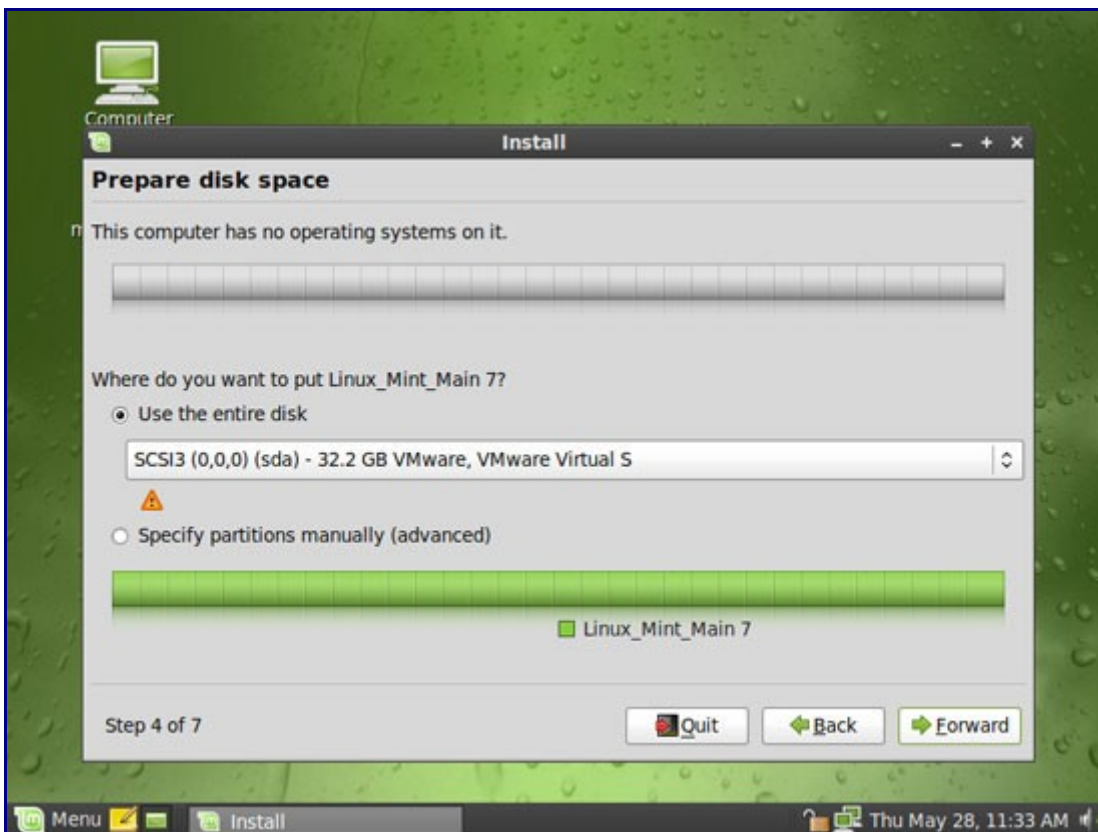 Computer
Install
Prepare disk space
This computer has no operating systems on it.
Where do you want to put Linux_Mint_Main 7?
Use the entire disk
SCSI3 (0,0,0) (sda) - 32.2 GB VMware, VMware Virtual S
Specify partitions manually (advanced)
Linux_Mint_Main 7
Step 4 of 7
Quit
Back
Forward
Menu
Install
Thu May 28, 11:33 AM